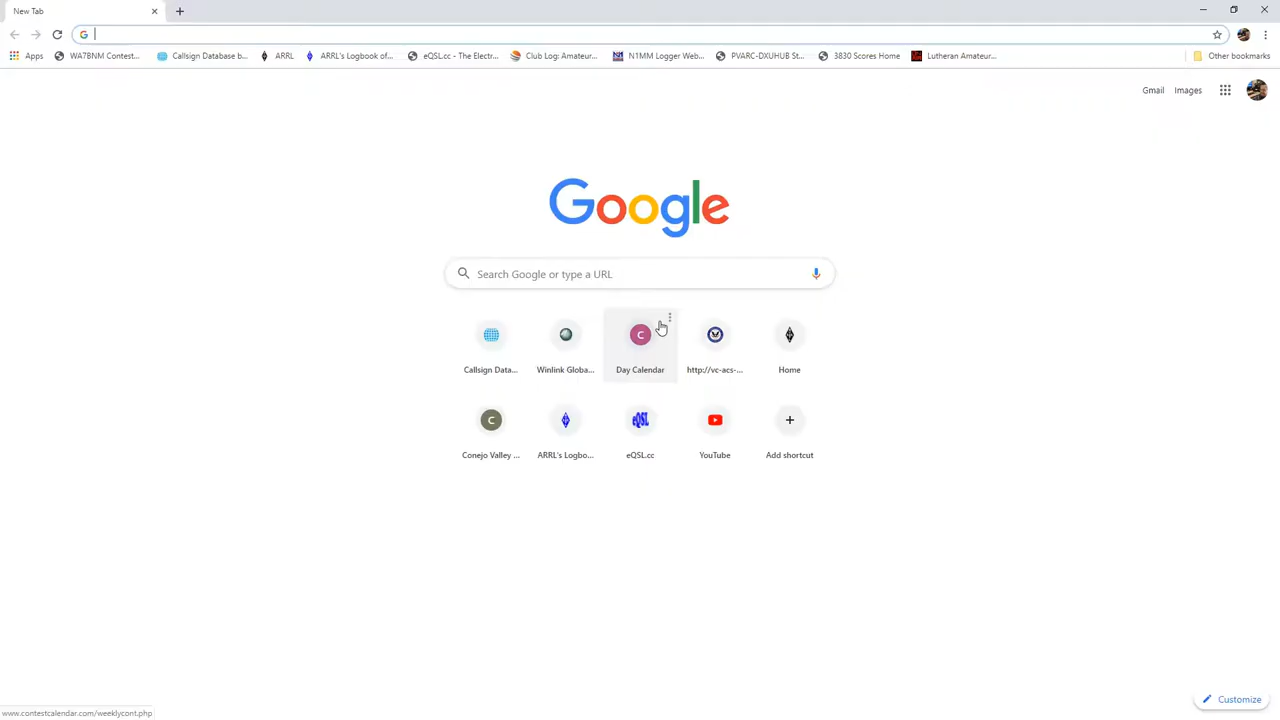 New Tab
Apps WA7BNM Contest... Callsign Database b... ARRL ARRL's Logbook of... eQSL.cc - The Electr... Club Log: Amateur... N1MM Logger Web... PVARC-DXUHUB St... 3830 Scores Home Lutheran Amateur... Other bookmarks
Gmail Images
Google
Search Google or type a URL
C
Callsign Data... Winlink Globa... Day Calendar http://vc-acs-... Home
C eQSL
Conejo Valley ... ARRL's Logbo... eQSL.cc YouTube Add shortcut
Customize
www.contestcalendar.com/weeklycont.php